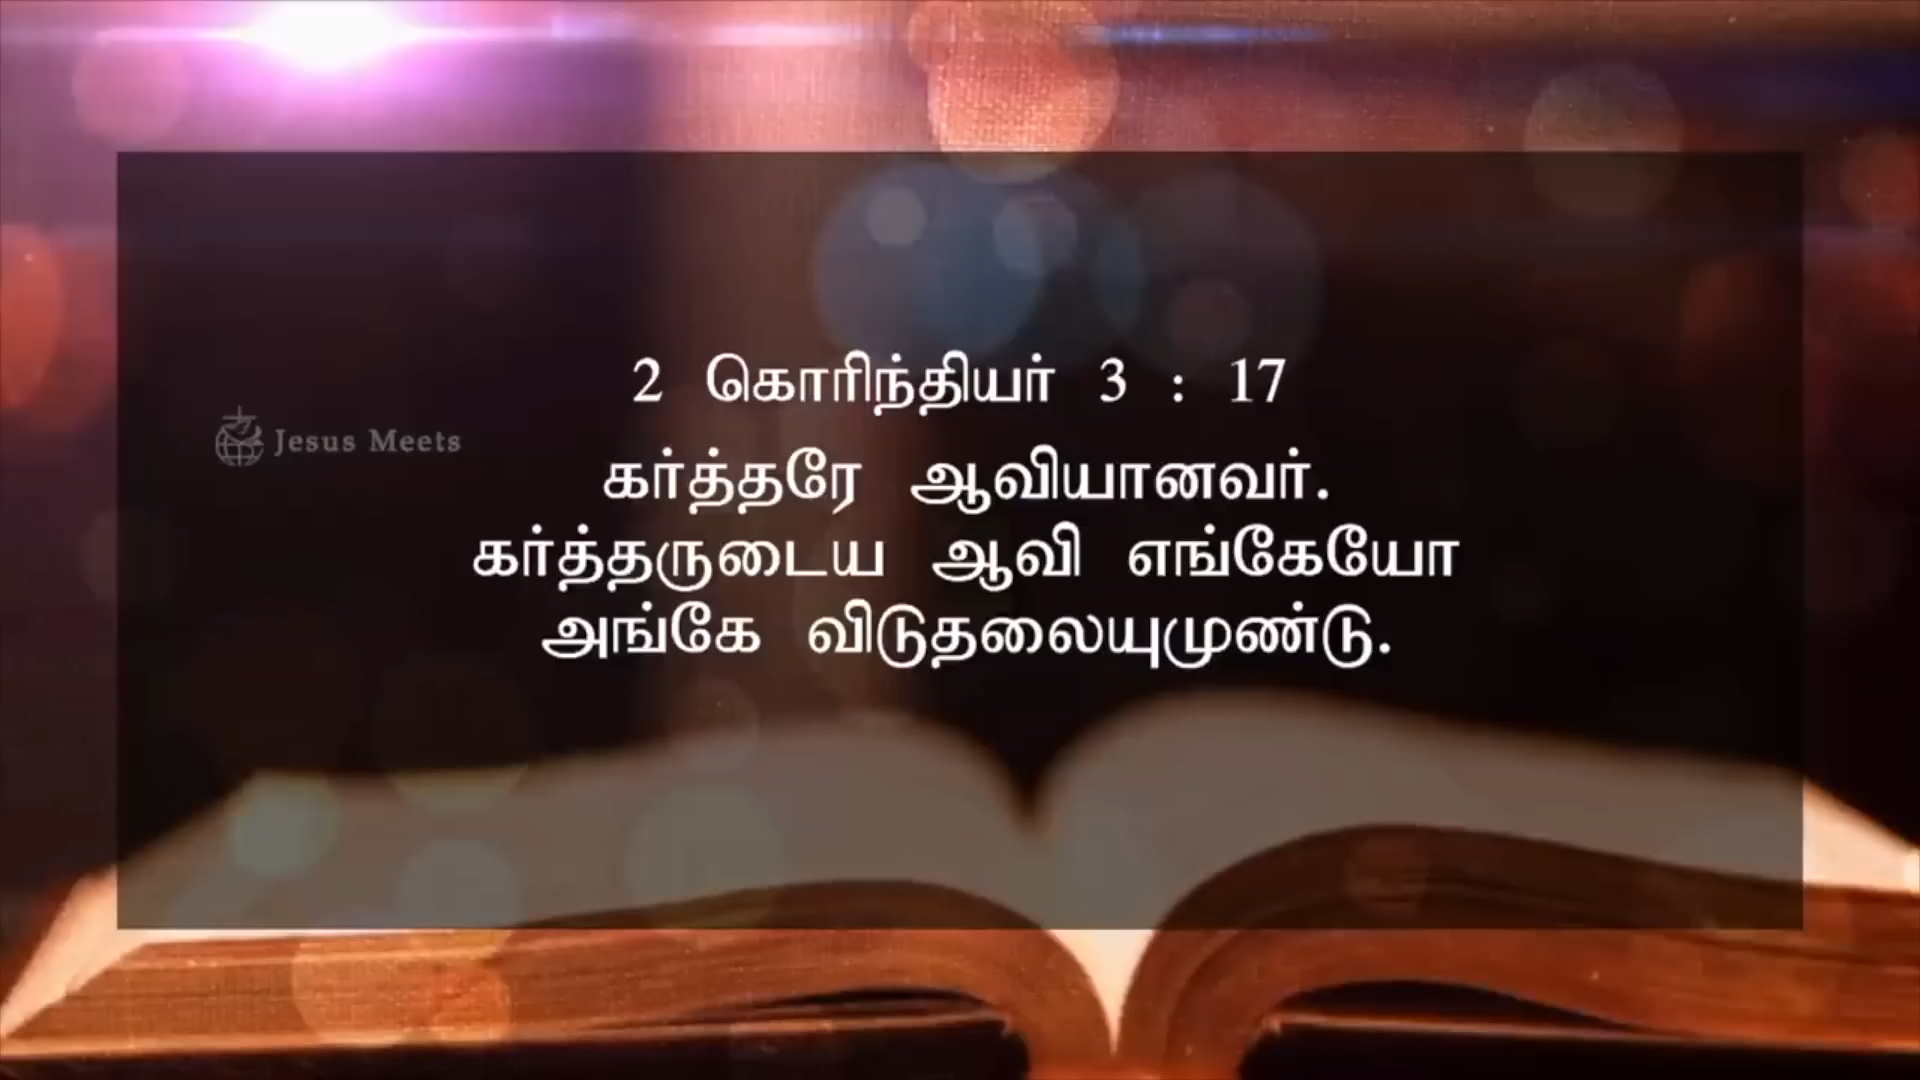 2 கொரிந்தியர் 3 : 17
Jesus Meets
கர்த்தரே ஆவியானவர்.
கர்த்தருடைய ஆவி எங்கேயோ
அங்கே விடுதலையுமுண்டு.